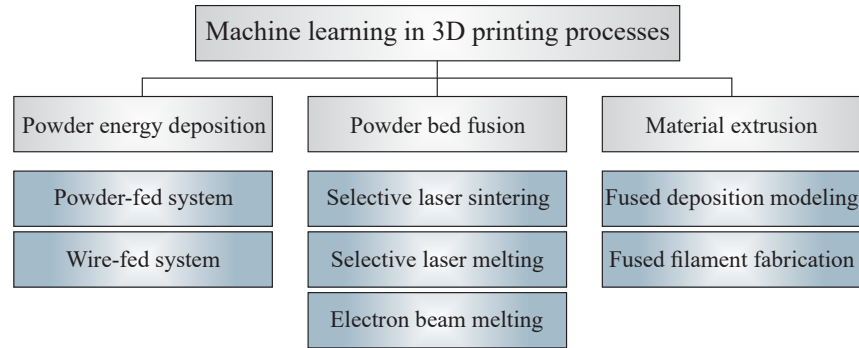 Machine learning in 3D printing processes
Powder energy deposition
Powder bed fusion
Material extrusion
Powder-fed system
Selective laser sintering
Fused deposition modeling
Wire-fed system
Selective laser melting
Fused filament fabrication
Electron beam melting